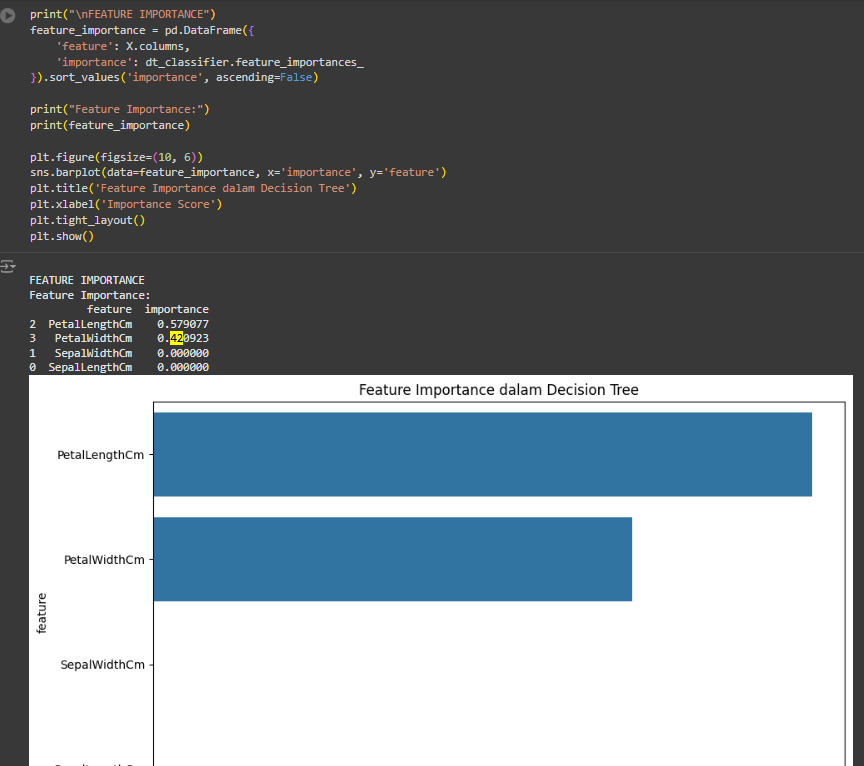 print("\nFEATURE IMPORTANCE")
feature_importance = pd.DataFrame({
    'feature': X.columns,
    'importance': dt_classifier.feature_importances_
}).sort_values('importance', ascending=False)
print("Feature Importance:")
print(feature_importance)
plt.figure(figsize=(10, 6))
sns.barplot(data=feature_importance, x='importance', y='feature')
plt.title('Feature Importance dalam Decision Tree')
plt.xlabel('Importance Score')
plt.tight_layout()
plt.show()
FEATURE IMPORTANCE
Feature Importance:
feature importance
2 PetalLengthCm 0.579077
3 PetalWidthCm 0.420923
1 SepalWidthCm 0.000000
0 SepalLengthCm 0.000000
Feature Importance dalam Decision Tree
PetalLengthCm
PetalWidthCm
feature
SepalWidthCm